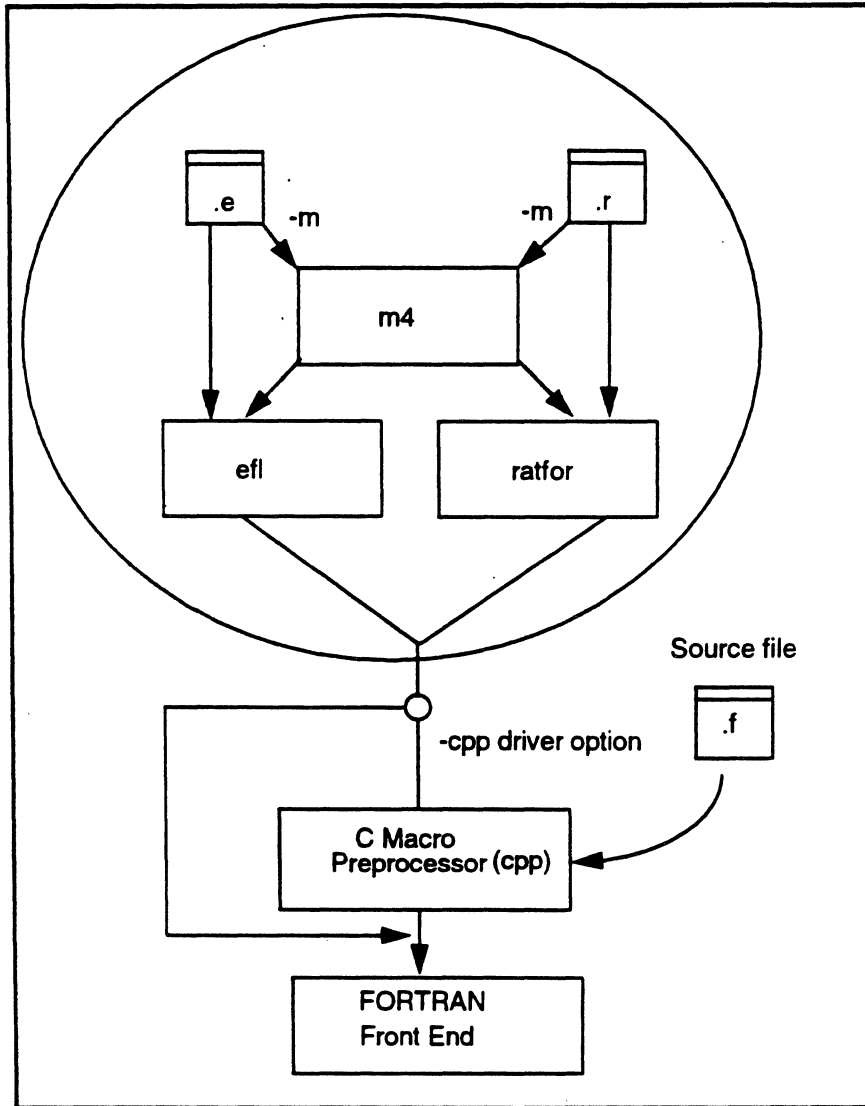 .e
.r
-m
-m
m4
efl
ratfor
Source file
.f
-cpp driver option
C Macro
Preprocessor (cpp)
FORTRAN
Front End